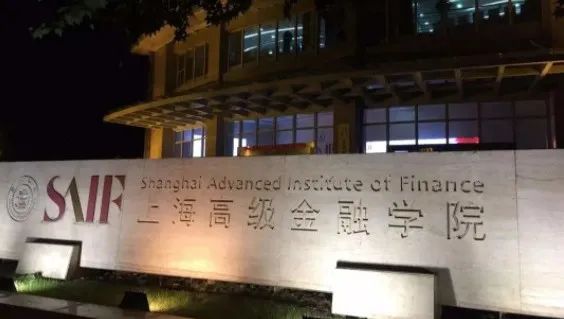 SAIF
Shanghai Advanced Institute of Finance
上海高级金融学院